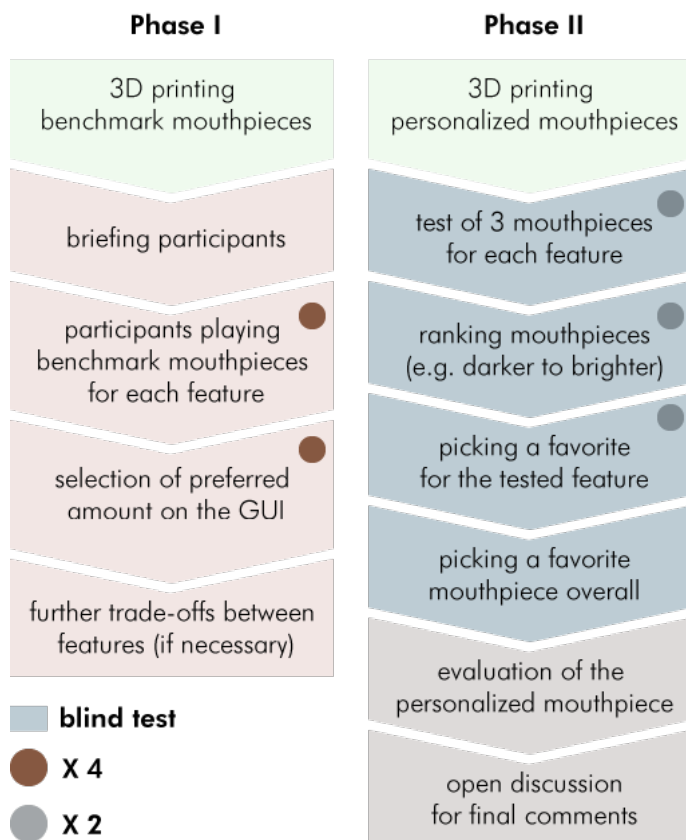 Phase I
3D printing
benchmark mouthpieces
briefing participants
participants playing
benchmark mouthpieces
for each feature
selection of preferred
amount on the GUI
further trade-offs between
features (if necessary)
blind test
X 4
X 2
Phase II
3D printing
personalized mouthpieces
test of 3 mouthpieces
for each feature
ranking mouthpieces
(e.g. darker to brighter)
picking a favorite
for the tested feature
picking a favorite
mouthpiece overall
evaluation of the
personalized mouthpiece
open discussion
for final comments